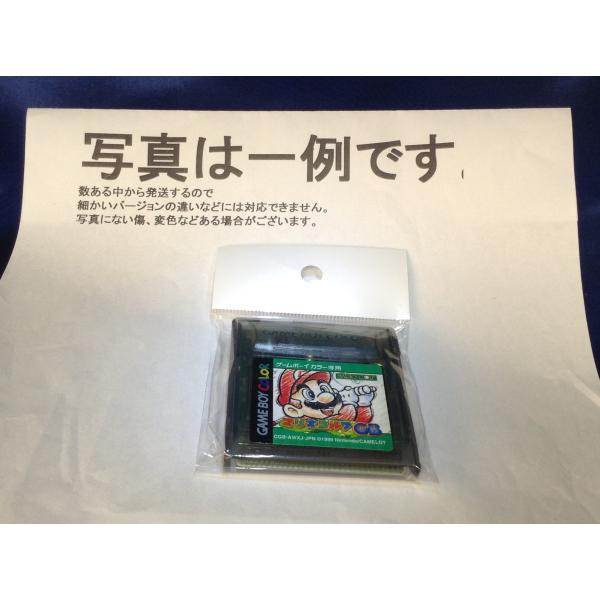 写真は一例です
数ある中から発送するので
細かいバージョンの違いなどには対応できません。
写真にない傷、変色などある場合がございます。
ゲームボーイカラー専用
GAME BOY COLOR
マリオゴルフGB
CGB-AWXJ-JPN ©1999 Nintendo/CAMELOT